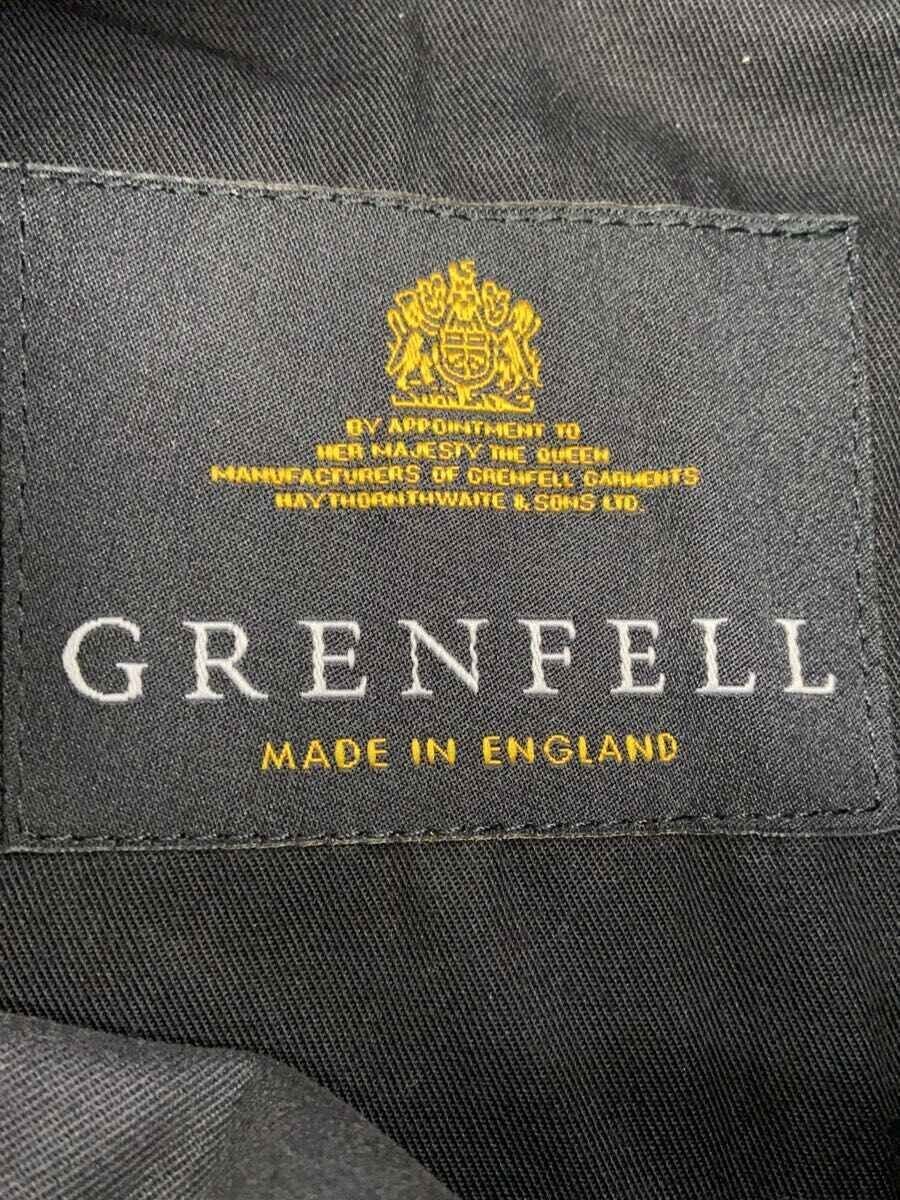 BY APPOINTMENT TO
HER MAJESTY THE QUEEN
MANUFACTURERS OF GRENFELL GARMENTS
HAYTHORNTHWAITE & SONS LTD.
GRENFELL
MADE IN ENGLAND